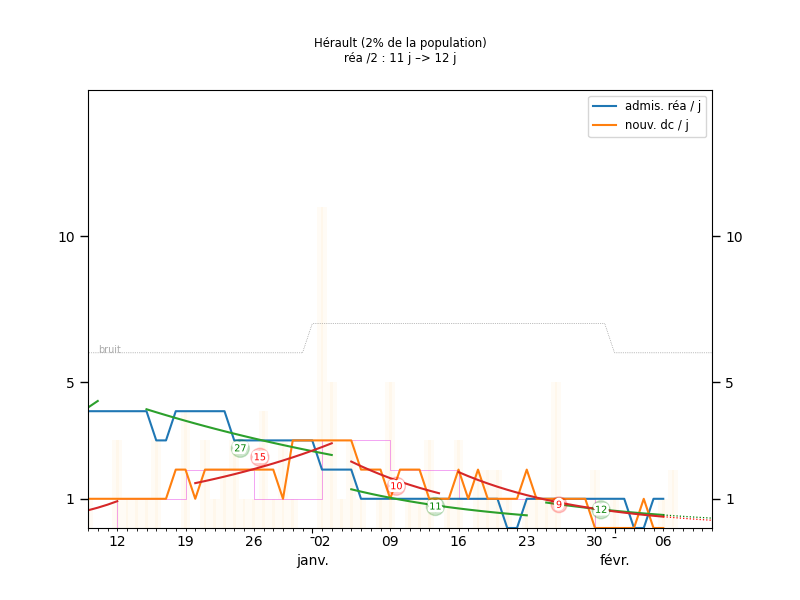 Hérault (2% de la population)
réa /2 : 11 j –> 12 j
admis. réa / j
nouv. dc / j
10 10
bruit
5 5
27 15 10 11 9 12
1 1
12 19 26 02 09 16 23 30 06
janv. févr.